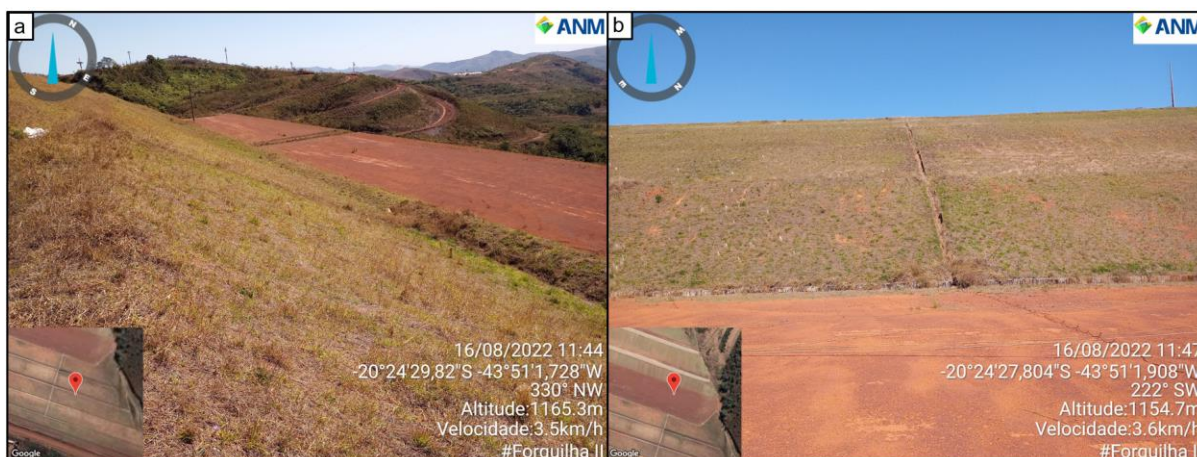 a
N
E
S
ANM
16/08/2022 11:44
-20°24'29,82"S -43°51'1,728"W
330° NW
Altitude:1165.3m
Velocidade:3.5km/h
#Forquilha II
Google
b
W
N
E
ANM
16/08/2022 11:47
-20°24'27,804"S -43°51'1,908"W
222° SW
Altitude:1154.7m
Velocidade:3.6km/h
#Forquilha I
Google